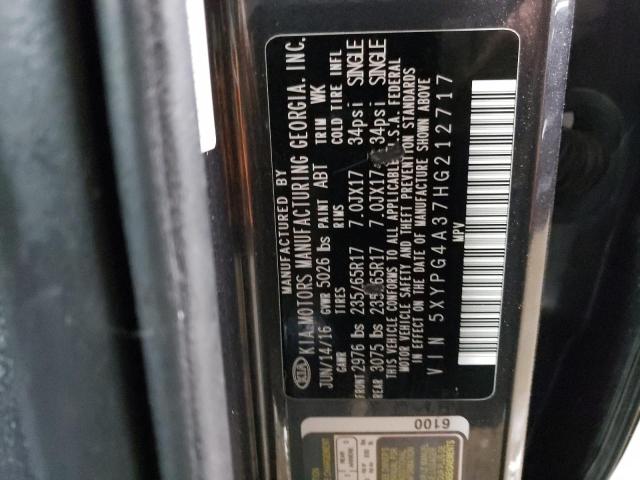 MANUFACTURED BY
KIA KIA MOTORS MANUFACTURING GEORGIA. INC.
JUN/14/16 GVWR 5026 lbs PAINT ABT TRIM WK
GAWR TIRES RIMS COLD TIRE INFL
FRONT 2976 lbs 235/65R17 7.0JX17 34psi SINGLE
REAR 3075 lbs 235/65R17 7.0JX17 34psi SINGLE
THIS VEHICLE CONFORMS TO ALL APPLICABLE U.S.A. FEDERAL
MOTOR VEHICLE SAFETY AND THEFT PREVENTION STANDARDS
IN EFFECT ON THE DATE OF MANUFACTURE SHOWN ABOVE
VIN 5XYPG4A37HG212717
MPV
6100